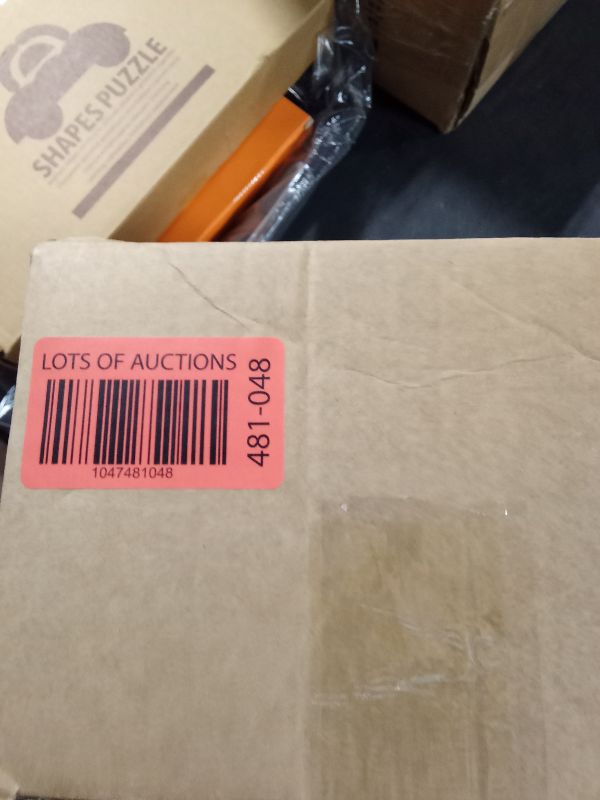 SHAPES PUZZLE
LOTS OF AUCTIONS
1047481048
481-048